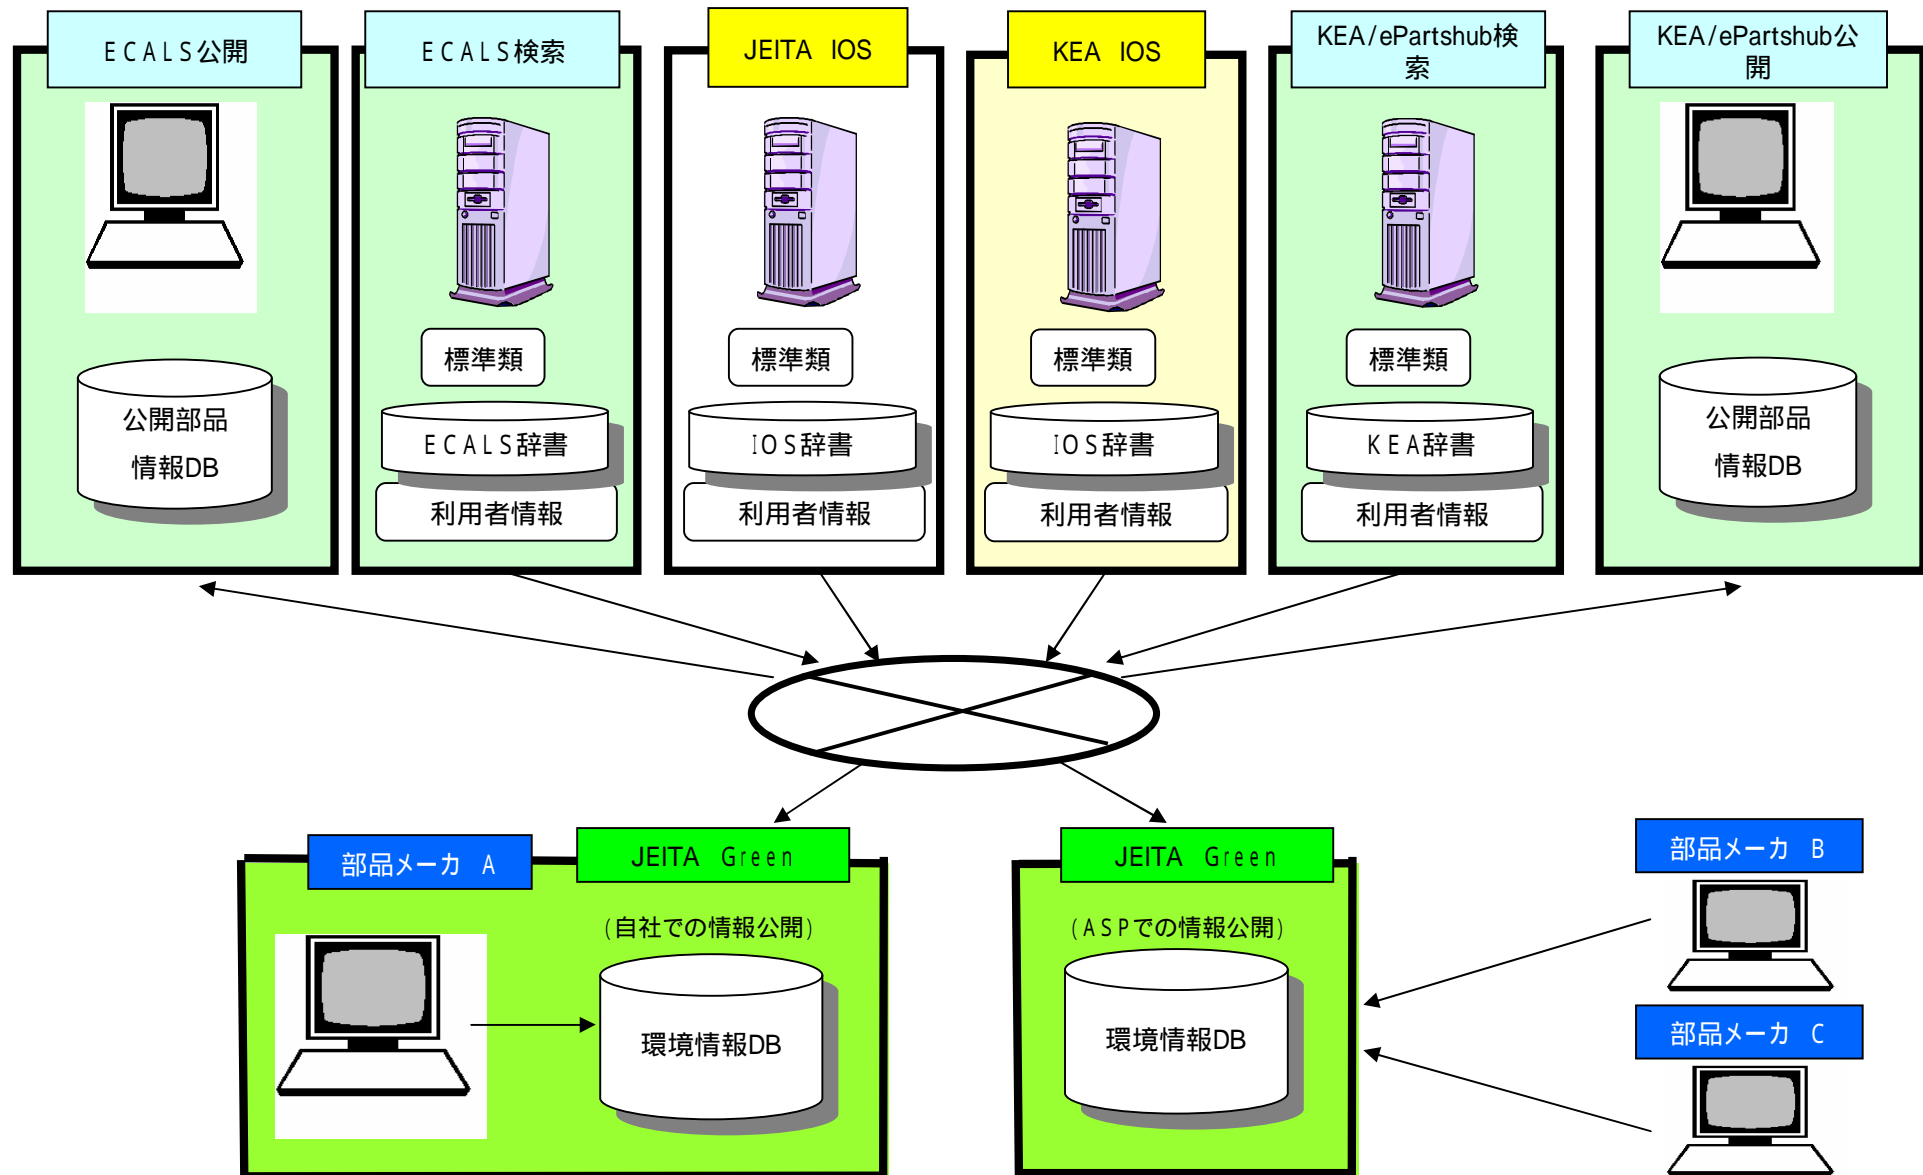 ECALS公開
ECALS検索
JEITA IOS
KEA IOS
KEA/ePartshub検
索
KEA/ePartshub公
開
標準類
標準類
標準類
標準類
公開部品
情報DB
ECALS辞書
IOS辞書
IOS辞書
KEA辞書
公開部品
情報DB
利用者情報
利用者情報
利用者情報
利用者情報
部品メーカ A
JEITA Green
(自社での情報公開)
環境情報DB
JEITA Green
(ASPでの情報公開)
環境情報DB
部品メーカ B
部品メーカ C